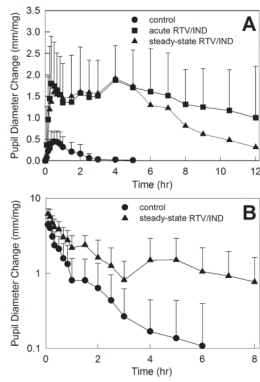 control
acute RTV/IND
steady-state RTV/IND
A
Pupil Diameter Change (mm/mg)
3.5
3.0
2.5
2.0
1.5
1.0
0.5
0.0
0 2 4 6 8 10 12
Time (hr)
control
steady-state RTV/IND
B
Pupil Diameter Change (mm/mg)
10
1
0.1
0 2 4 6 8
Time (hr)